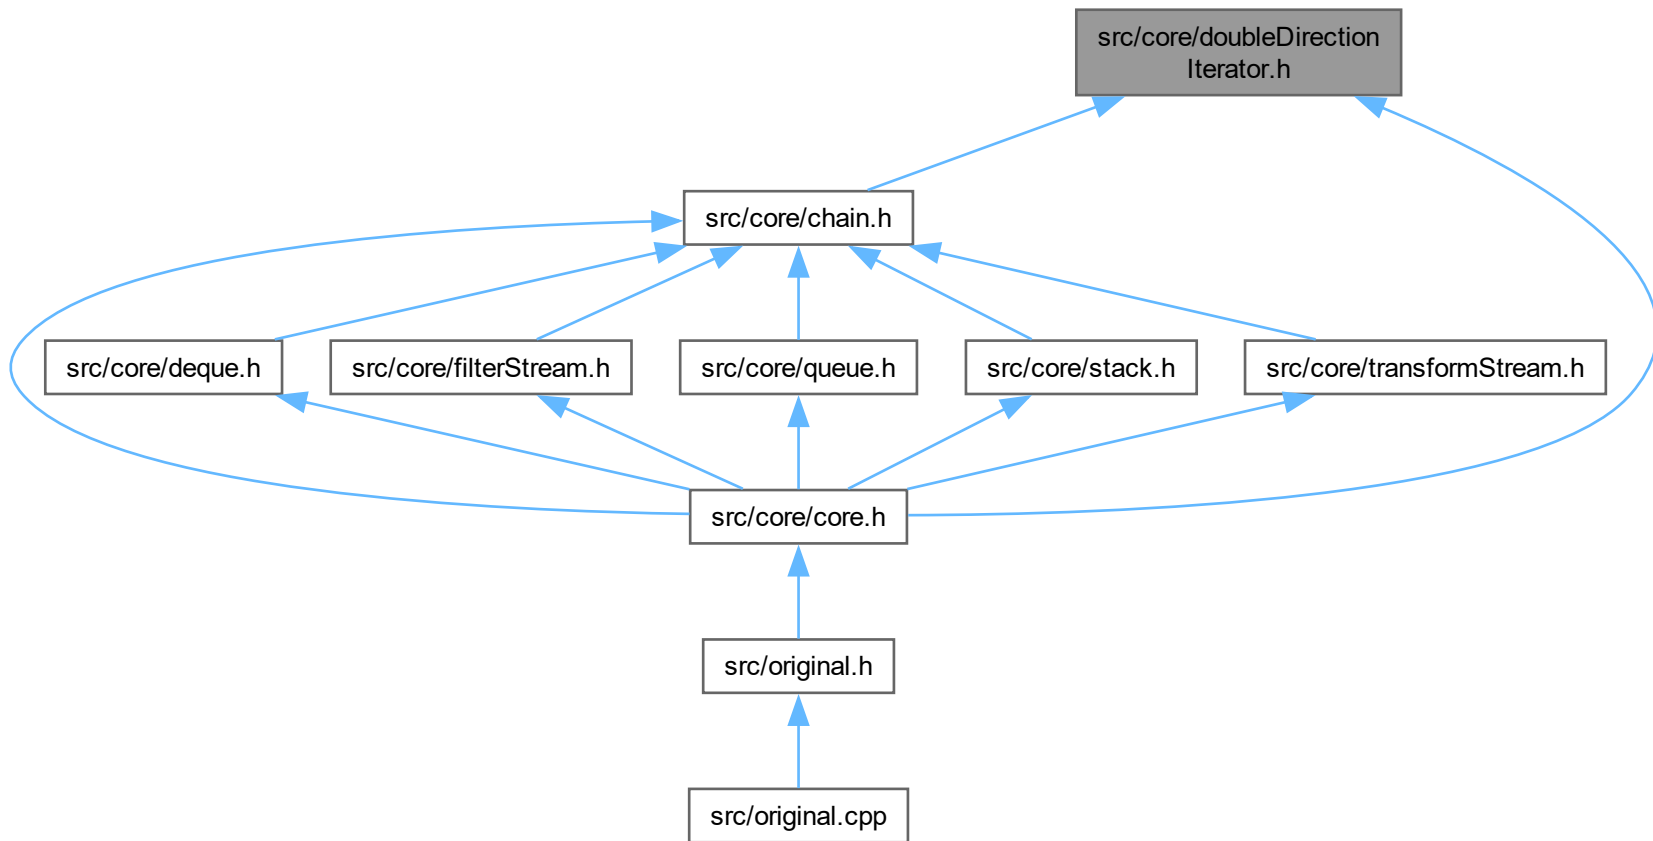 src/core/doubleDirection
Iterator.h
src/core/chain.h
src/core/deque.h
src/core/filterStream.h
src/core/queue.h
src/core/stack.h
src/core/transformStream.h
src/core/core.h
src/original.h
src/original.cpp